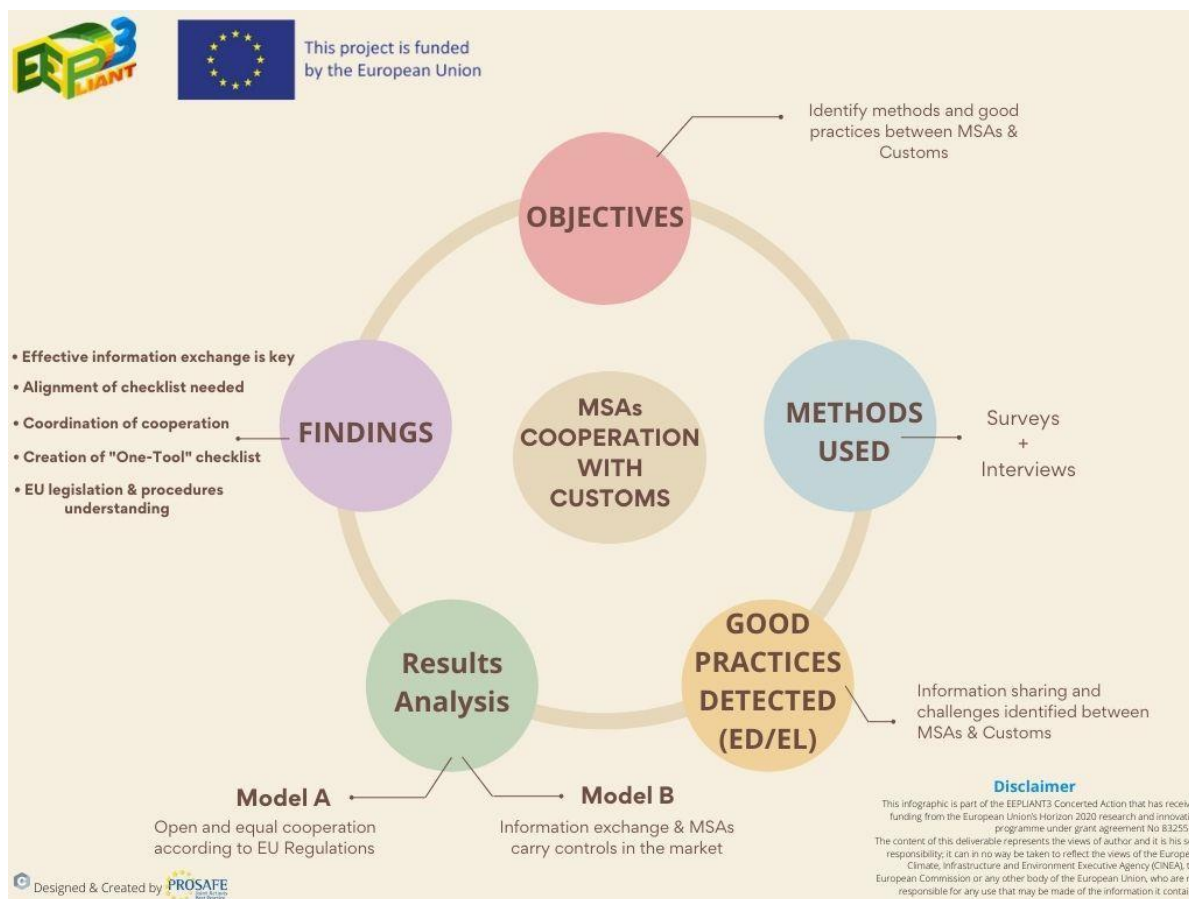 EEP3
LIANT
This project is funded
by the European Union
Identify methods and good
practices between MSAs &
Customs
OBJECTIVES
METHODS
USED
Surveys
+
Interviews
GOOD
PRACTICES
DETECTED
(ED/EL)
Information sharing and
challenges identified between
MSAs & Customs
Results
Analysis
Model A
Open and equal cooperation
according to EU Regulations
Model B
Information exchange & MSAs
carry controls in the market
FINDINGS
• Effective information exchange is key
• Alignment of checklist needed
• Coordination of cooperation
• Creation of "One-Tool" checklist
• EU legislation & procedures
understanding
MSAs
COOPERATION
WITH
CUSTOMS
Disclaimer
This infographic is part of the EEPLIANT3 Concerted Action that has
funding from the European Union's Horizon 2020 research and
programme under grant agreement No 83255
The content of this deliverable represents the views of author and it is his
responsibility; it can in no way be taken to reflect the views of the
Climate, Infrastructure and Environment Executive Agency (CINEA),
European Commission or any other body of the European Union, who are
responsible for any use that may be made of the information it
Designed & Created by PROSAFE